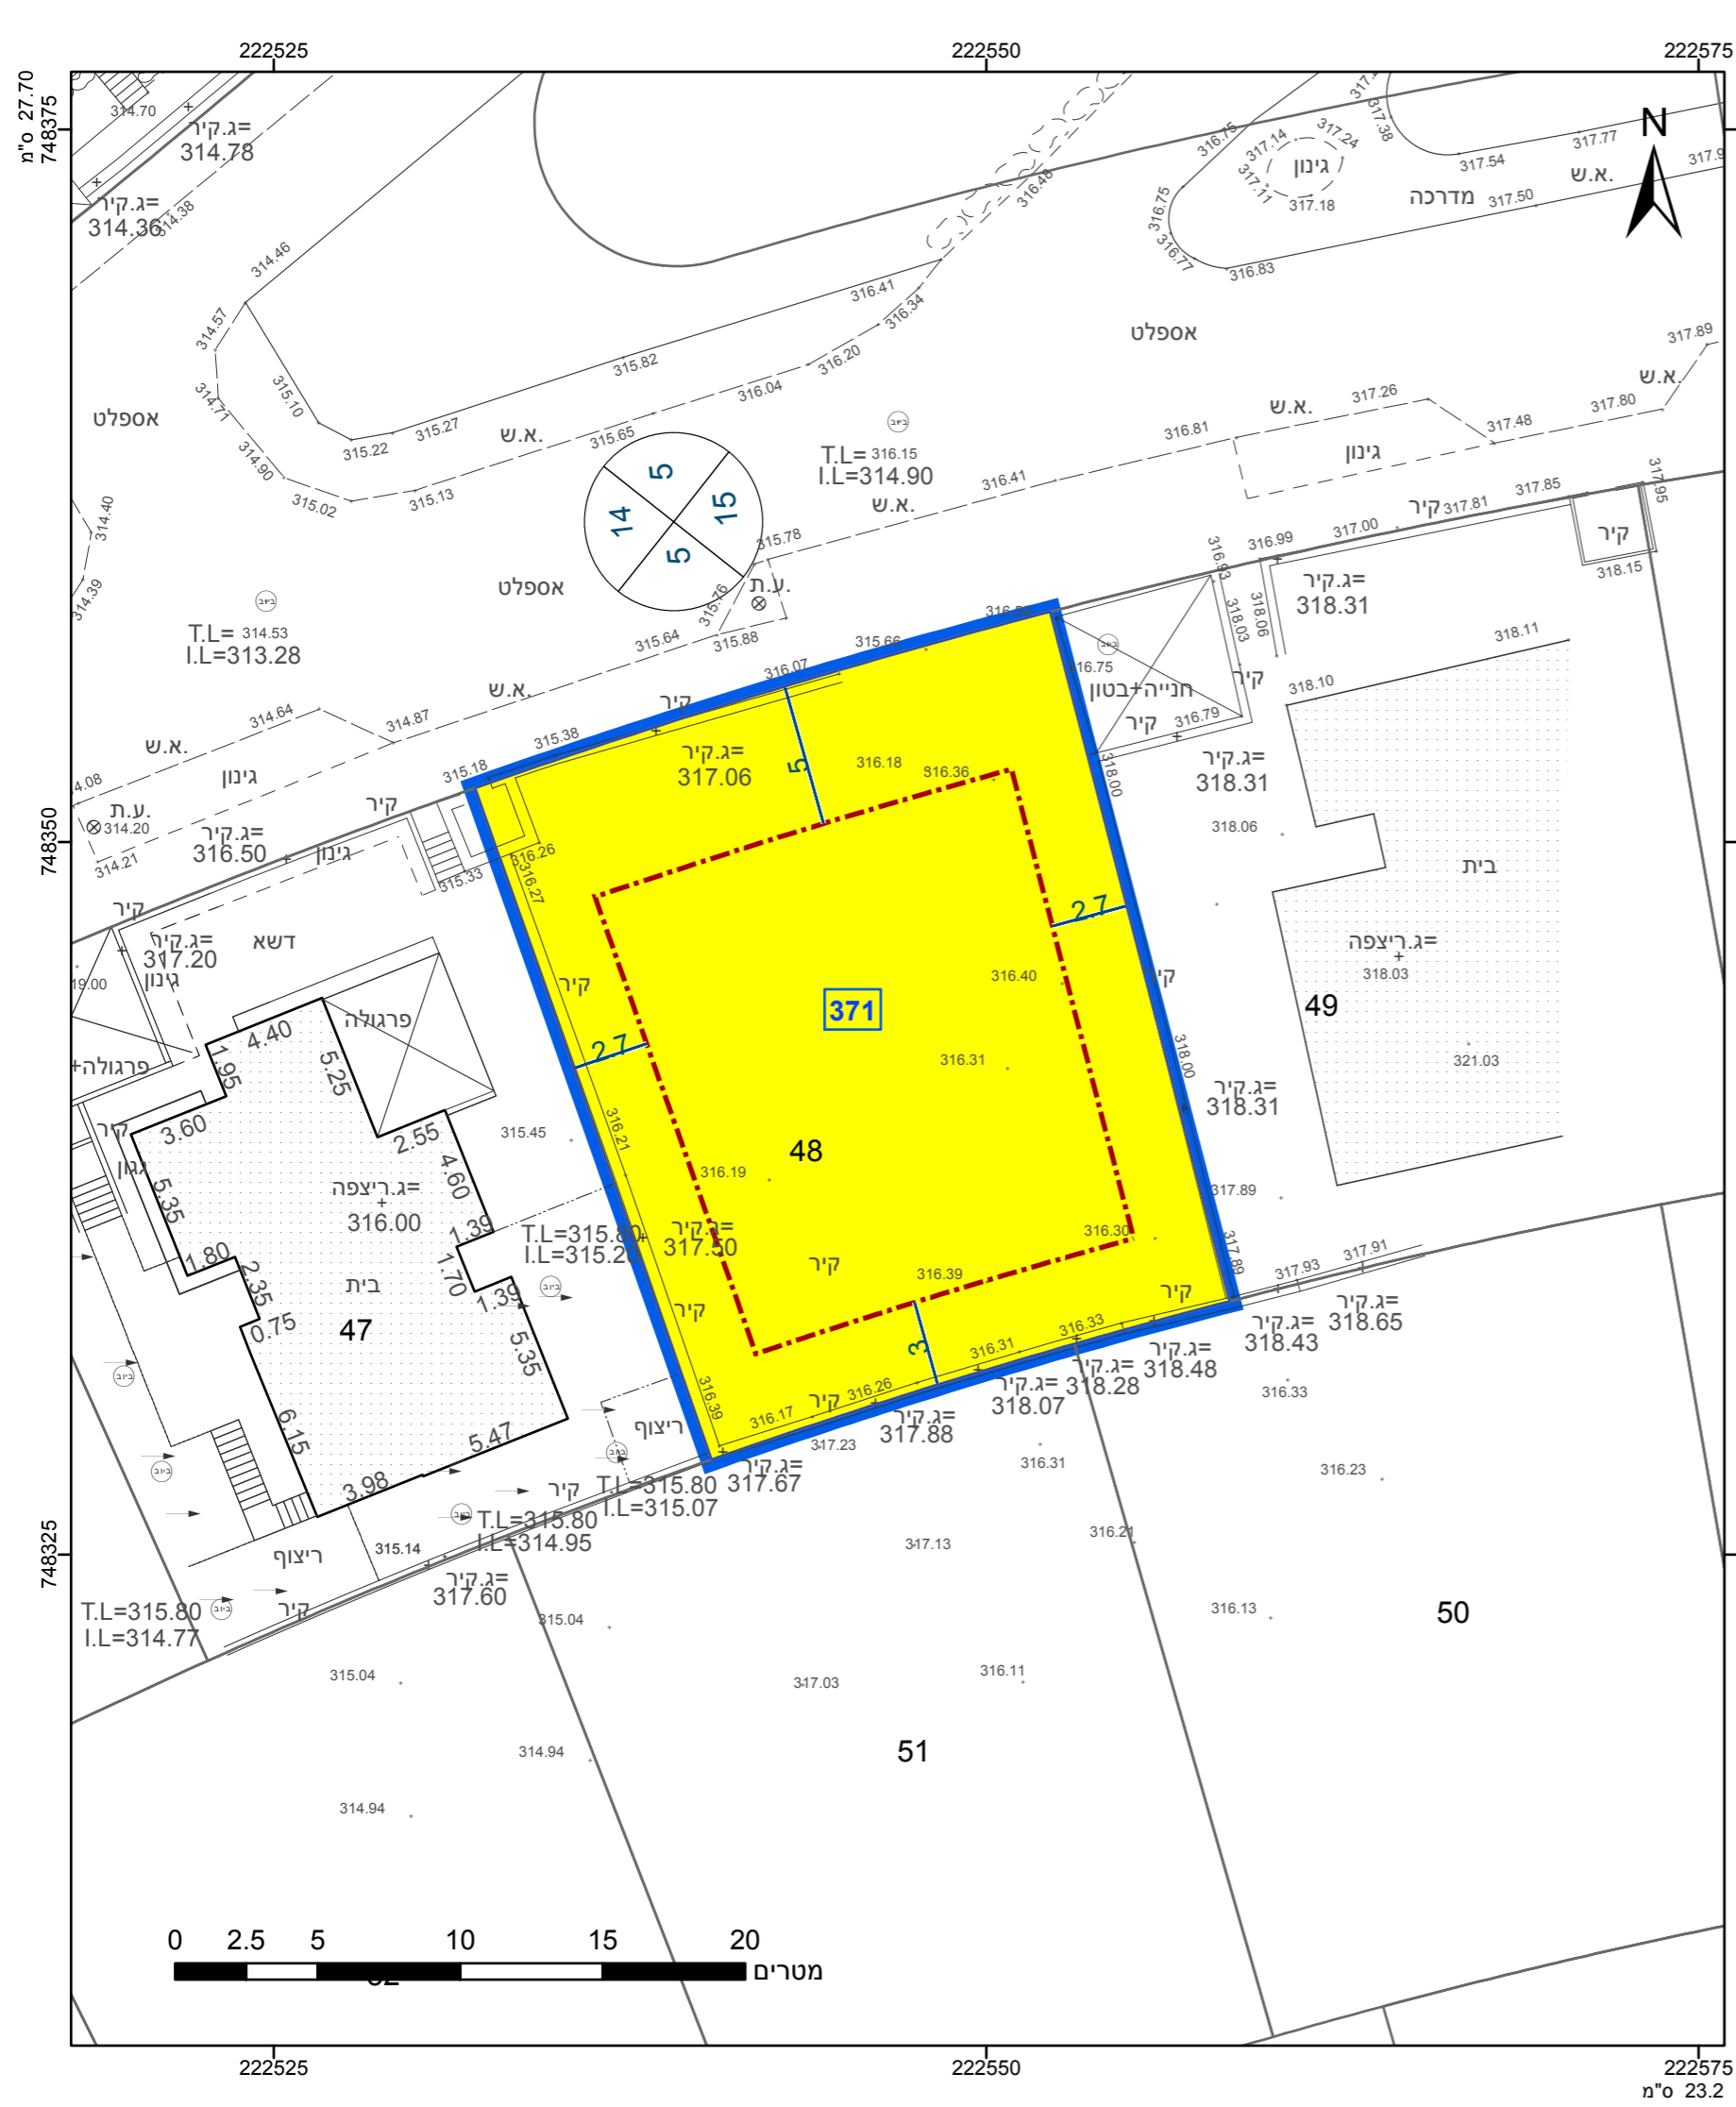 222525
222550
222575
27.70 ס"מ
748375
748350
748325
N
314.70
ג.קיר=
314.78
ג.קיר=
314.36
314.38
314.46
314.57
314.71
314.90
315.02
315.13
315.10
315.22
315.27
315.82
316.41
316.34
316.20
316.04
315.65
316.48
316.75
317.14
317.24
317.11
גינון
317.18
316.75
316.77
316.83
317.38
317.54
317.77
א.ש.
מדרכה
317.50
אספלט
317.89
א.ש.
317.80
317.48
317.26
א.ש.
גינון
316.81
316.41
אספלט
א.ש.
ביוב
T.L= 316.15
I.L=314.90
א.ש.
5
14
15
5
314.40
314.39
ביוב
T.L= 314.53
I.L=313.28
אספלט
315.78
ע.ת.
315.76
315.88
315.64
א.ש.
314.87
314.64
א.ש.
גינון
ע.ת.
314.20
314.21
ג.קיר=
316.50
גינון
קיר
315.18
315.38
קיר
316.07
315.66
ג.קיר=
317.06
5
316.18
316.36
316.75
ביוב
חנייה+בטון
קיר
316.79
קיר
316.93
318.03
318.06
316.99
317.00
קיר
317.81
317.85
317.95
קיר
318.15
ג.קיר=
318.31
318.11
318.10
ג.קיר=
318.31
318.00
318.06
בית
ג.ריצפה=
318.03
49
321.03
318.00
ג.קיר=
318.31
317.89
317.89
קיר
ג.קיר=
317.20
גינון
דשא
315.33
316.26
316.27
קיר
2.7
2.7
קיר
371
316.40
316.31
48
316.19
316.21
315.45
316.30
316.39
קיר
ג.קיר=
317.50
קיר
3
קיר
316.33
316.31
316.26
קיר
316.17
316.39
פרגולה
פרגולה+
קיר
גגון
4.40
1.95
5.25
3.60
2.55
4.60
5.35
ג.ריצפה=
316.00
1.39
1.80
1.70
2.35
בית
1.39
0.75
47
5.35
6.15
5.47
3.98
T.L=315.80
I.L=315.20
ביוב
ריצוף
ביוב
T.L=315.80
I.L=315.07
קיר
ביוב
T.L=315.80
I.L=314.95
ביוב
ביוב
ריצוף
315.14
ג.קיר=
317.60
קיר
ביוב
T.L=315.80
I.L=314.77
ג.קיר=
317.67
317.23
ג.קיר=
317.88
ג.קיר=
318.07
ג.קיר=
318.28
ג.קיר=
318.48
ג.קיר=
318.43
ג.קיר=
318.65
317.93
317.91
316.33
316.31
316.23
316.21
317.13
316.13
50
315.04
315.04
317.03
316.11
51
314.94
314.94
0 2.5 5 10 15 20
מטרים
222525
222550
222575
23.2 ס"מ